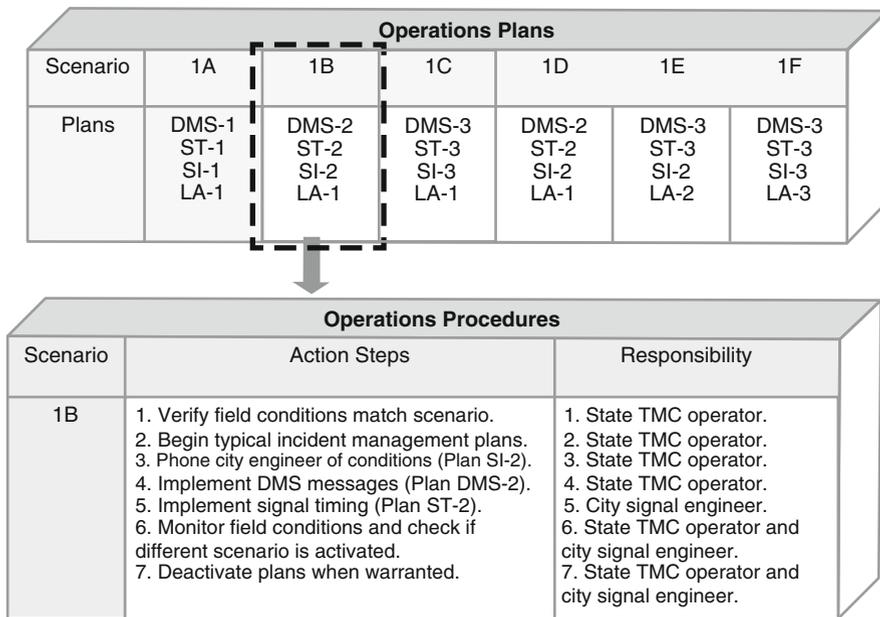 Operations Plans
Scenario 1A 1B 1C 1D 1E 1F
Plans DMS-1 DMS-2 DMS-3 DMS-2 DMS-3 DMS-3
ST-1 ST-2 ST-3 ST-2 ST-3 ST-3
SI-1 SI-2 SI-3 SI-2 SI-2 SI-3
LA-1 LA-1 LA-1 LA-1 LA-2 LA-3
Operations Procedures
Scenario Action Steps Responsibility
1B 1. Verify field conditions match scenario. 1. State TMC operator.
2. Begin typical incident management plans. 2. State TMC operator.
3. Phone city engineer of conditions (Plan SI-2). 3. State TMC operator.
4. Implement DMS messages (Plan DMS-2). 4. State TMC operator.
5. Implement signal timing (Plan ST-2). 5. City signal engineer.
6. Monitor field conditions and check if 6. State TMC operator and
different scenario is activated. city signal engineer.
7. Deactivate plans when warranted. 7. State TMC operator and
city signal engineer.